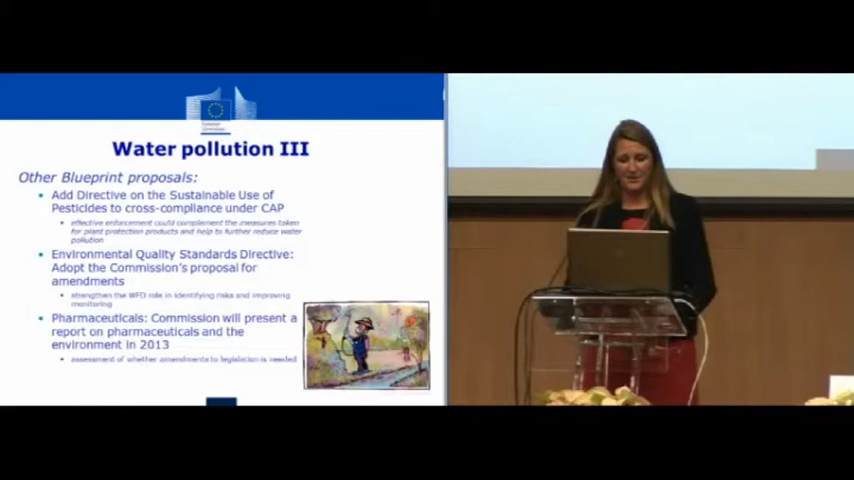 European
Commission
Water pollution III
Other Blueprint proposals:
• Add Directive on the Sustainable Use of
Pesticides to cross-compliance under CAP
• effective enforcement could complement the measures taken
for plant protection products and help to further reduce water
pollution
• Environmental Quality Standards Directive:
Adopt the Commission's proposal for
amendments
• strengthen the WFD role in identifying risks and improving
monitoring
• Pharmaceuticals: Commission will present a
report on pharmaceuticals and the
environment in 2013
• assessment of whether amendments to legislation is needed